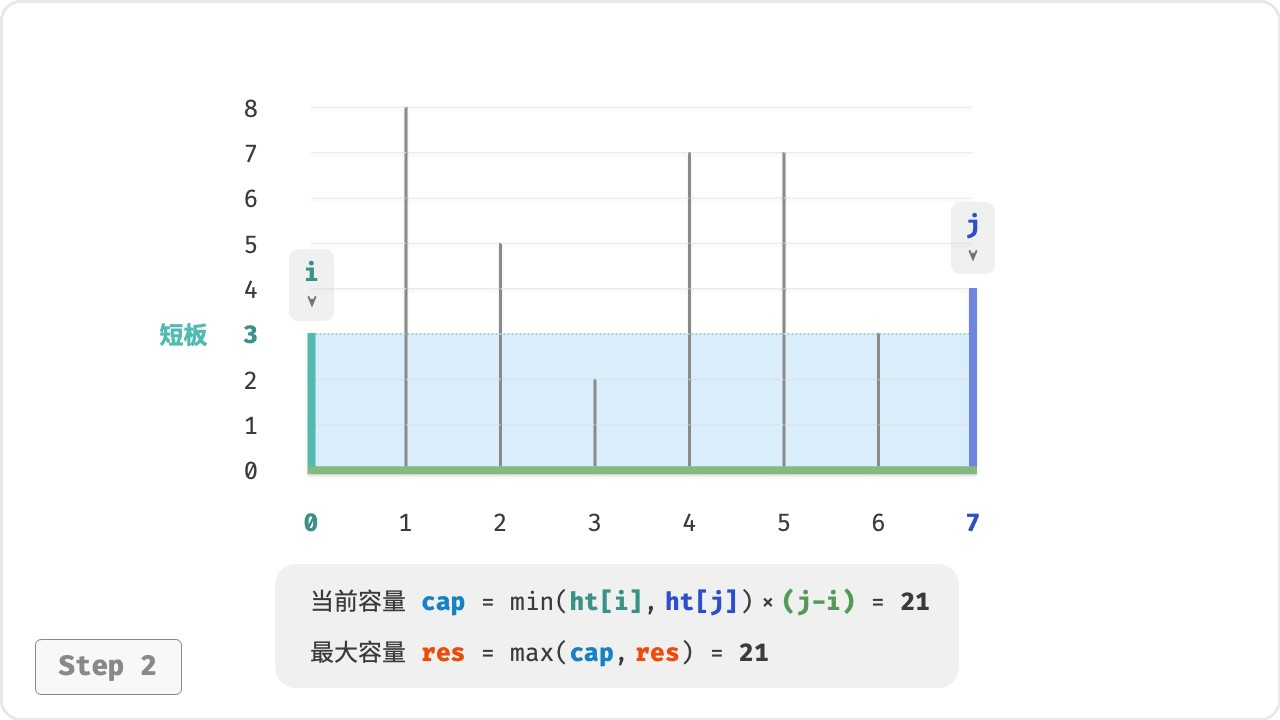 8
7
6
j
5
i
4
短板 3
2
1
0
0 1 2 3 4 5 6 7
当前容量 cap = min(ht[i], ht[j]) × (j-i) = 21
最大容量 res = max(cap, res) = 21
Step 2